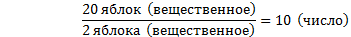 20 яблок (вещественное)
2 яблока (вещественное) = 10 (число)